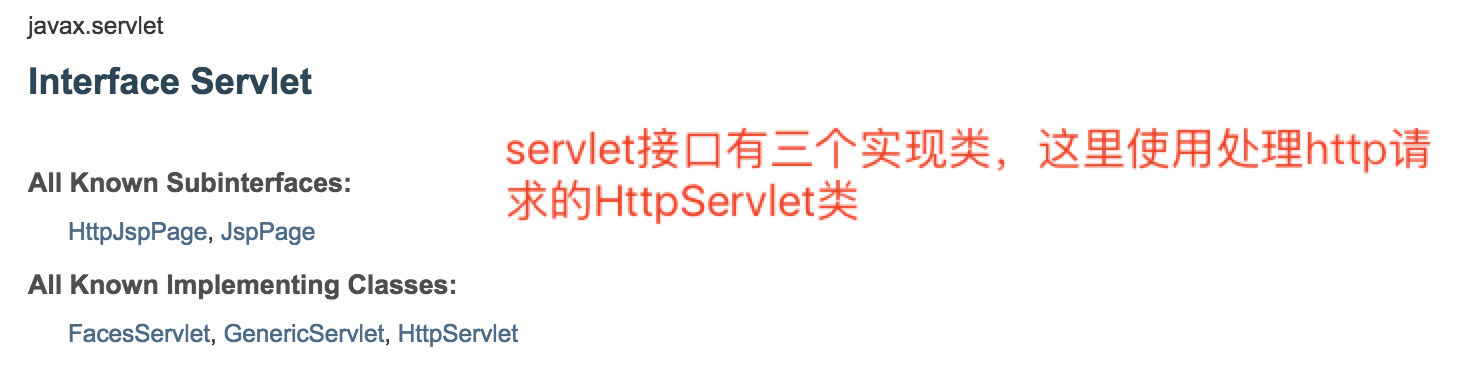 javax.servlet
Interface Servlet
servlet接口有三个实现类，这里使用处理http请
求的HttpServlet类
All Known Subinterfaces:
HttpJspPage, JspPage
All Known Implementing Classes:
FacesServlet, GenericServlet, HttpServlet